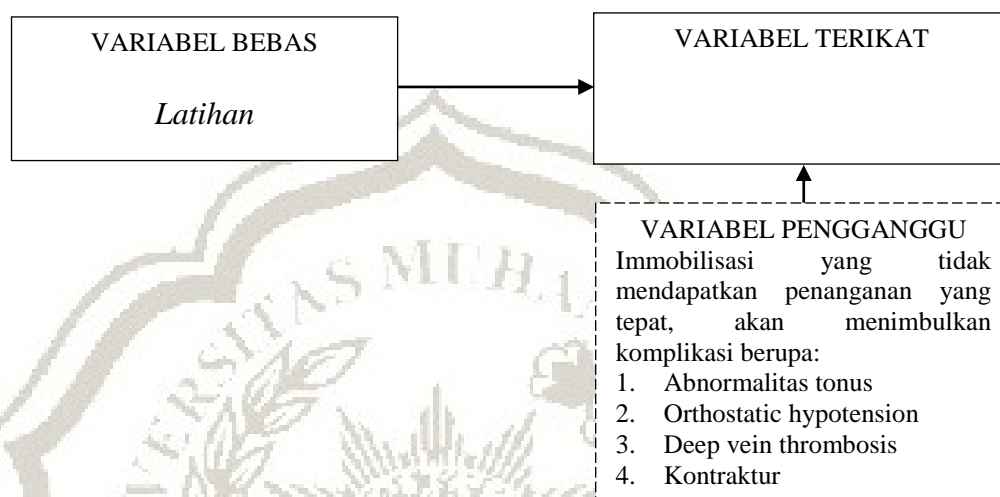 VARIABEL BEBAS
Latihan
VARIABEL TERIKAT
VARIABEL PENGGANGGU
Immobilisasi yang tidak
mendapatkan penanganan yang
tepat, akan menimbulkan
komplikasi berupa:
1. Abnormalitas tonus
2. Orthostatic hypotension
3. Deep vein thrombosis
4. Kontraktur